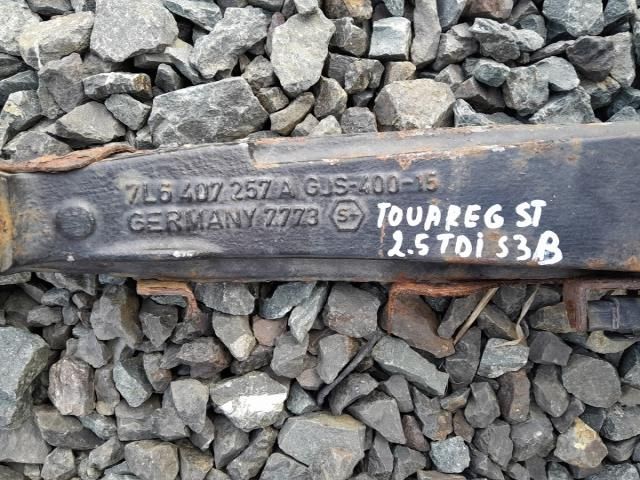 7L6 407 257 A GJS-400-15
GERMANY 7773 S+
TOUAREG ST
2.5 TDi S3B